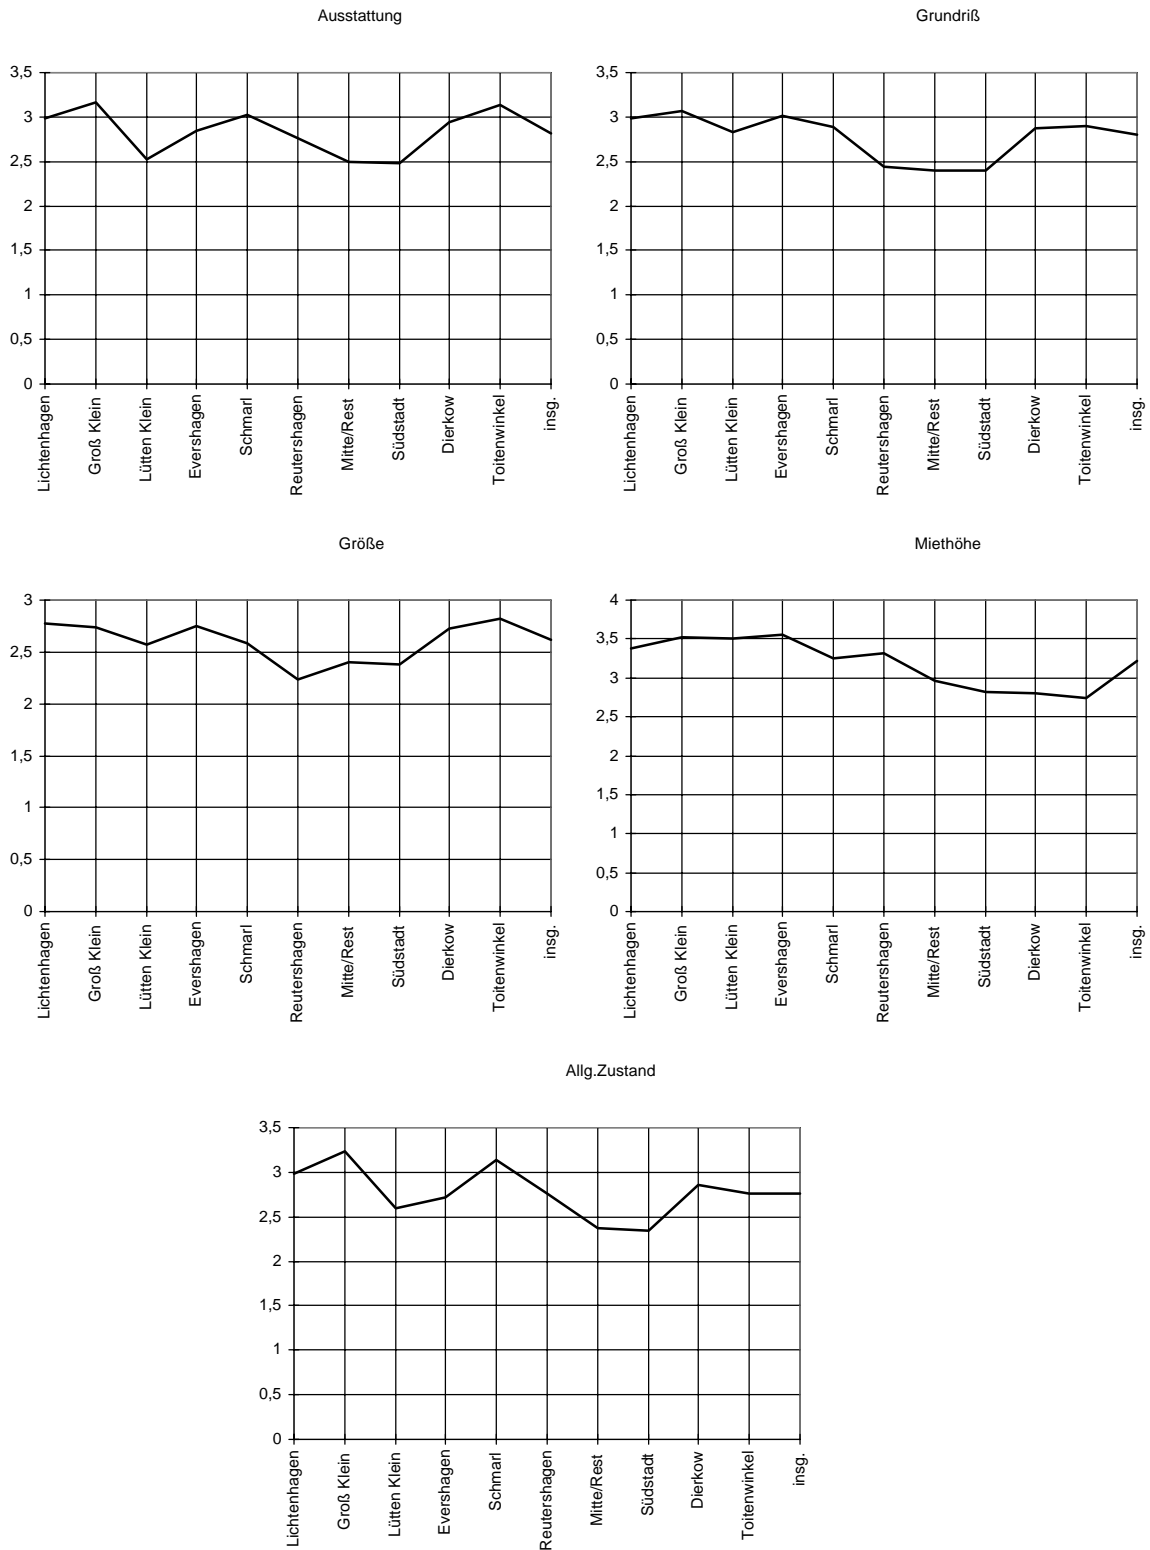 Ausstattung
3,5
3
2,5
2
1,5
1
0,5
0
Lichtenhagen
Groß Klein
Lütten Klein
Evershagen
Schmarl
Reutershagen
Mitte/Rest
Südstadt
Dierkow
Toitenwinkel
insg.
Grundriß
3,5
3
2,5
2
1,5
1
0,5
0
Lichtenhagen
Groß Klein
Lütten Klein
Evershagen
Schmarl
Reutershagen
Mitte/Rest
Südstadt
Dierkow
Toitenwinkel
insg.
Größe
3
2,5
2
1,5
1
0,5
0
Lichtenhagen
Groß Klein
Lütten Klein
Evershagen
Schmarl
Reutershagen
Mitte/Rest
Südstadt
Dierkow
Toitenwinkel
insg.
Miethöhe
4
3,5
3
2,5
2
1,5
1
0,5
0
Lichtenhagen
Groß Klein
Lütten Klein
Evershagen
Schmarl
Reutershagen
Mitte/Rest
Südstadt
Dierkow
Toitenwinkel
insg.
Allg.Zustand
3,5
3
2,5
2
1,5
1
0,5
0
Lichtenhagen
Groß Klein
Lütten Klein
Evershagen
Schmarl
Reutershagen
Mitte/Rest
Südstadt
Dierkow
Toitenwinkel
insg.